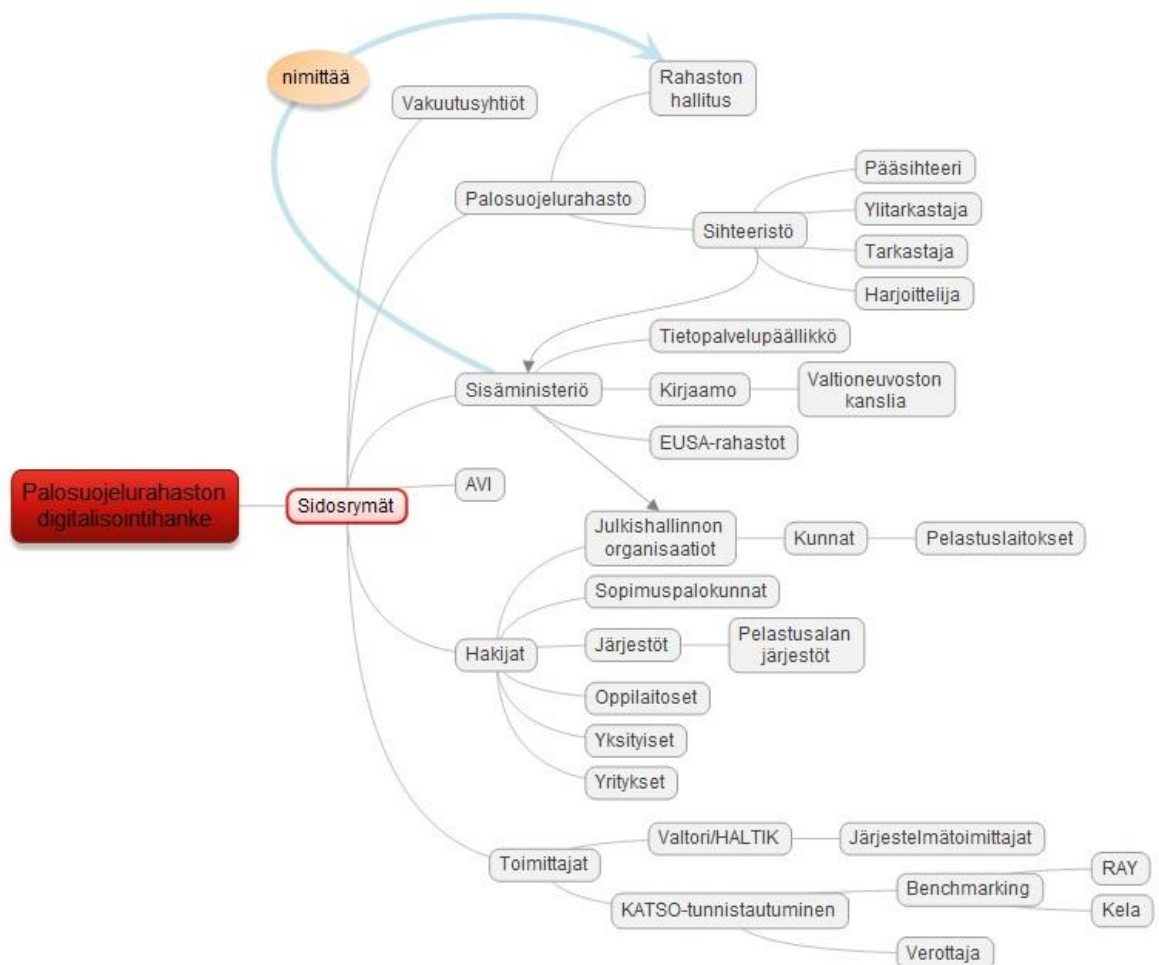 nimittää
Rahaston
hallitus
Vakuutusyhtiöt
Pääsihteeri
Palosuojelurahasto
Ylitarkastaja
Sihteeristö
Tarkastaja
Harjoittelija
Tietopalvelupäällikkö
Sisäministeriö
Kirjaamo
Valtioneuvoston
kanslia
EUSA-rahastot
Palosuojelurahaston
digitalisointihanke
Sidosrymät
AVI
Julkishallinnon
organisaatiot
Kunnat
Pelastuslaitokset
Sopimuspalokunnat
Hakijat
Järjestöt
Pelastusalan
järjestöt
Oppilaitoset
Yksityiset
Yritykset
Toimittajat
Valtori/HALTIK
Järjestelmätoimittajat
KATSO-tunnistautuminen
Benchmarking
RAY
Kela
Verottaja